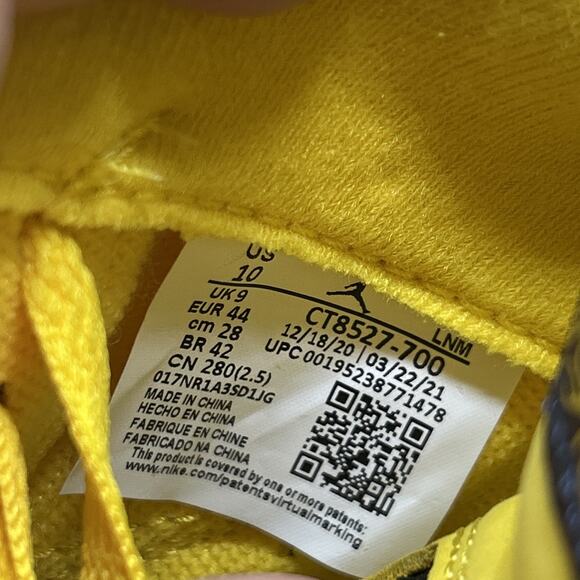 US
10
UK 9
EUR 44
cm 28
BR 42
CN 280(2.5)
017NR1A3SD1JG
LNM
CT8527-700
12/18/20 | 03/22/21
UPC 00195238771478
MADE IN CHINA
HECHO EN CHINA
FABRIQUE EN CHINE
FABRICADO NA CHINA
This product is covered by one or more patents:
www.nike.com/patentsvirtualmarking